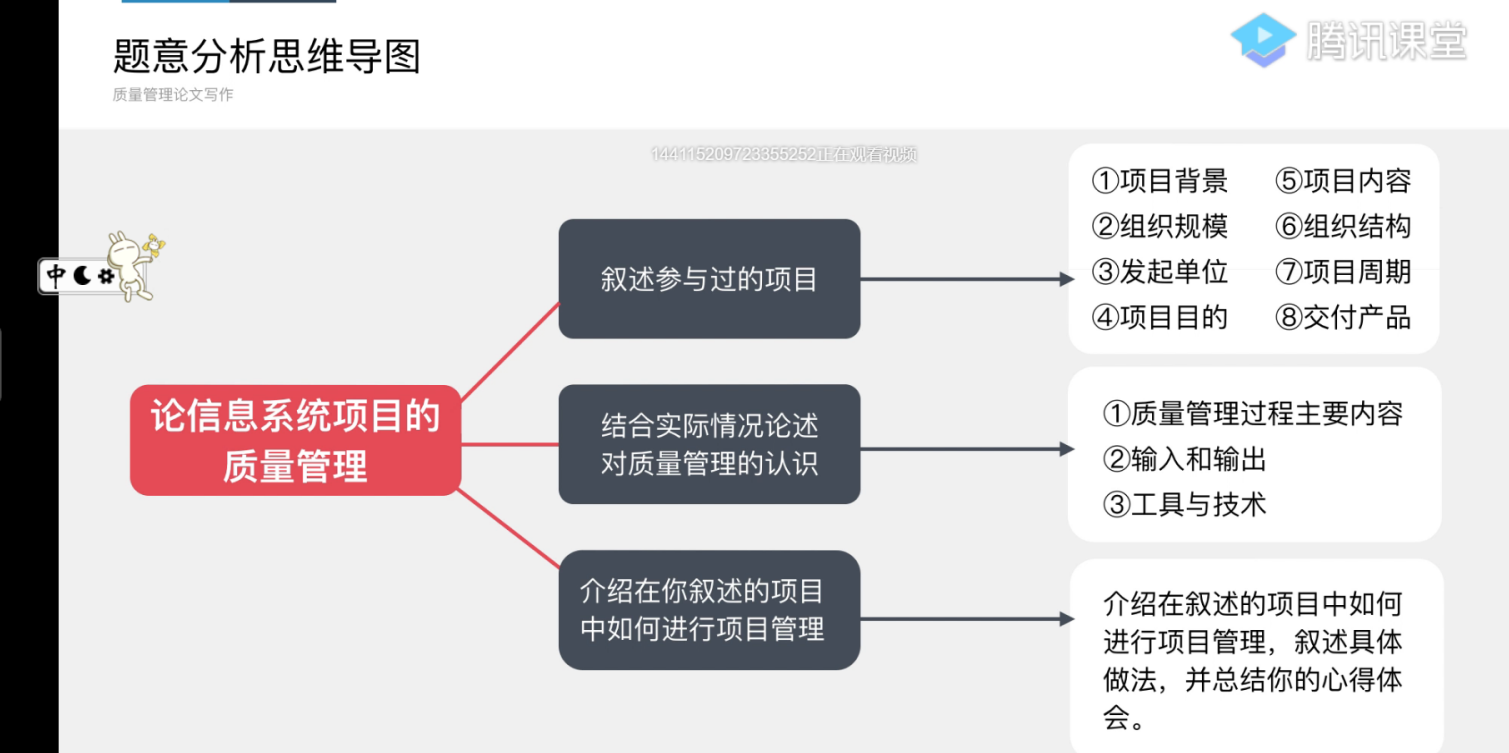 题意分析思维导图
质量管理论文写作
腾讯课堂
144115209723355252正在观看视频
中
论信息系统项目的
质量管理
叙述参与过的项目
①项目背景 ⑤项目内容
②组织规模 ⑥组织结构
③发起单位 ⑦项目周期
④项目目的 ⑧交付产品
结合实际情况论述
对质量管理的认识
①质量管理过程主要内容
②输入和输出
③工具与技术
介绍在你叙述的项目
中如何进行项目管理
介绍在叙述的项目中如何
进行项目管理，叙述具体
做法，并总结你的心得体
会。